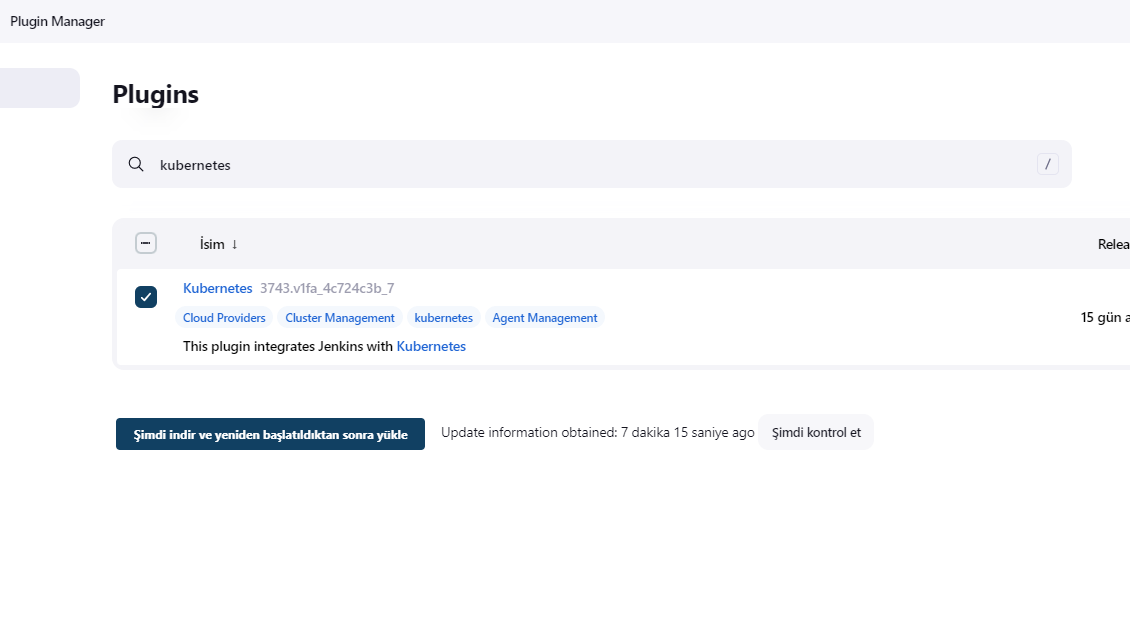 Plugin Manager
Plugins
kubernetes /
İsim ↓ Relea
Kubernetes 3743.v1fa_4c724c3b_7
Cloud Providers Cluster Management kubernetes Agent Management
15 gün a
This plugin integrates Jenkins with Kubernetes
Şimdi indir ve yeniden başlatıldıktan sonra yükle Update information obtained: 7 dakika 15 saniye ago Şimdi kontrol et